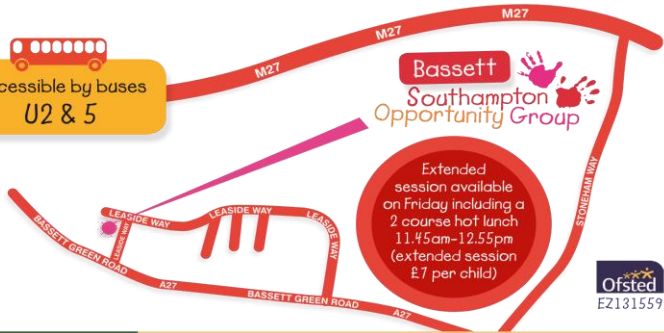 M27
M27
M27
cessible by buses
U2 & 5
Bassett
Southampton
Opportunity Group
Extended
session available
on Friday including a
2 course hot lunch
11.45am-12.55pm
(extended session
£7 per child)
STONEHAM WAY
LEASIDE WAY
LEASIDE WAY
LEASIDE WAY
LEASIDE WAY
BASSETT GREEN ROAD
A27
BASSETT GREEN ROAD
A27
Ofsted
EZ131559